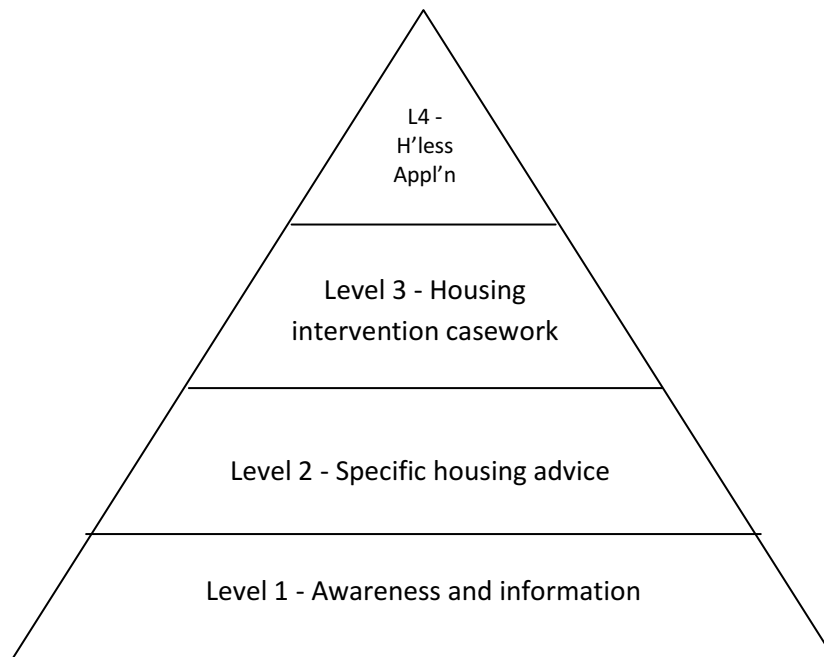 L4 -
H’less
Appl’n
Level 3 - Housing
intervention casework
Level 2 - Specific housing advice
Level 1 - Awareness and information